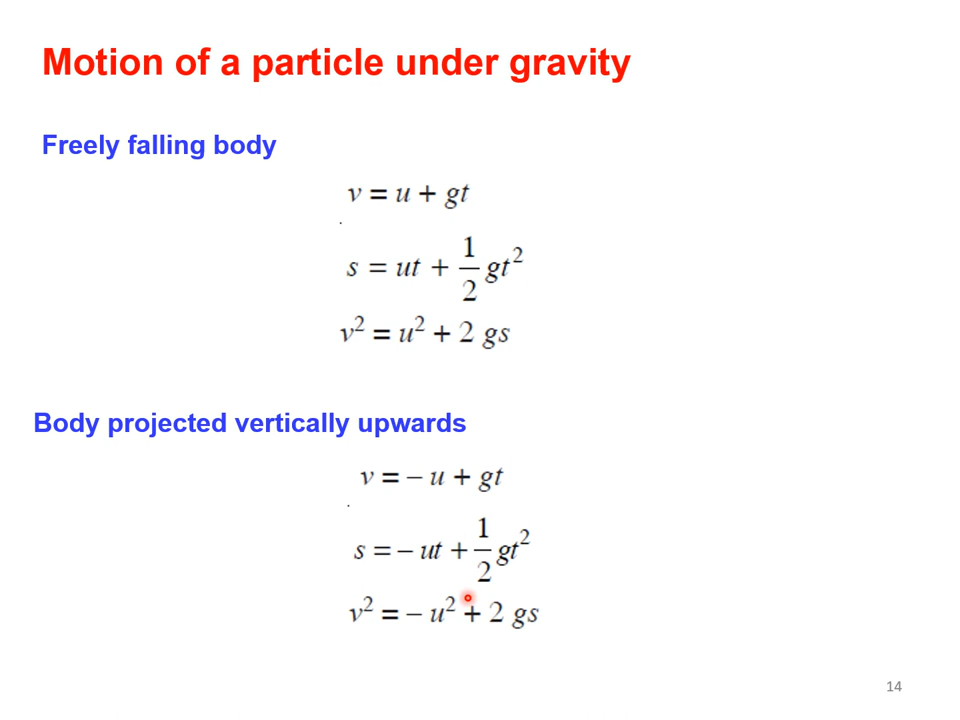 Motion of a particle under gravity
Freely falling body
v = u + gt
s = ut + 1/2 gt²
v² = u² + 2 gs
Body projected vertically upwards
v = – u + gt
s = – ut + 1/2 gt²
v² = – u² + 2 gs
14